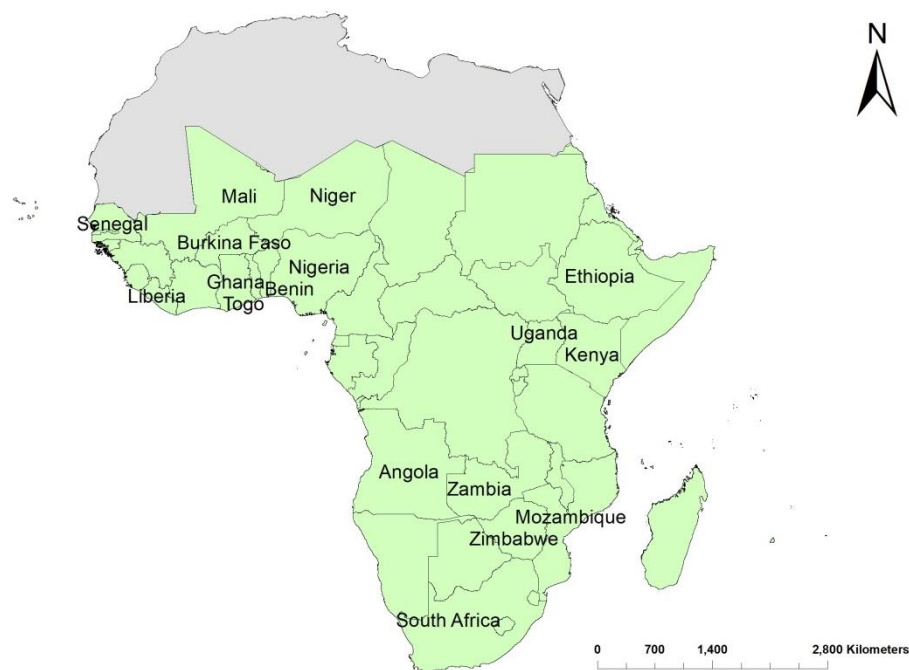 N
Mali
Niger
Senegal
Burkina Faso
Nigeria
Ethiopia
Ghana
Benin
Liberia
Togo
Uganda
Kenya
Angola
Zambia
Mozambique
Zimbabwe
South Africa
0 700 1,400 2,800 Kilometers